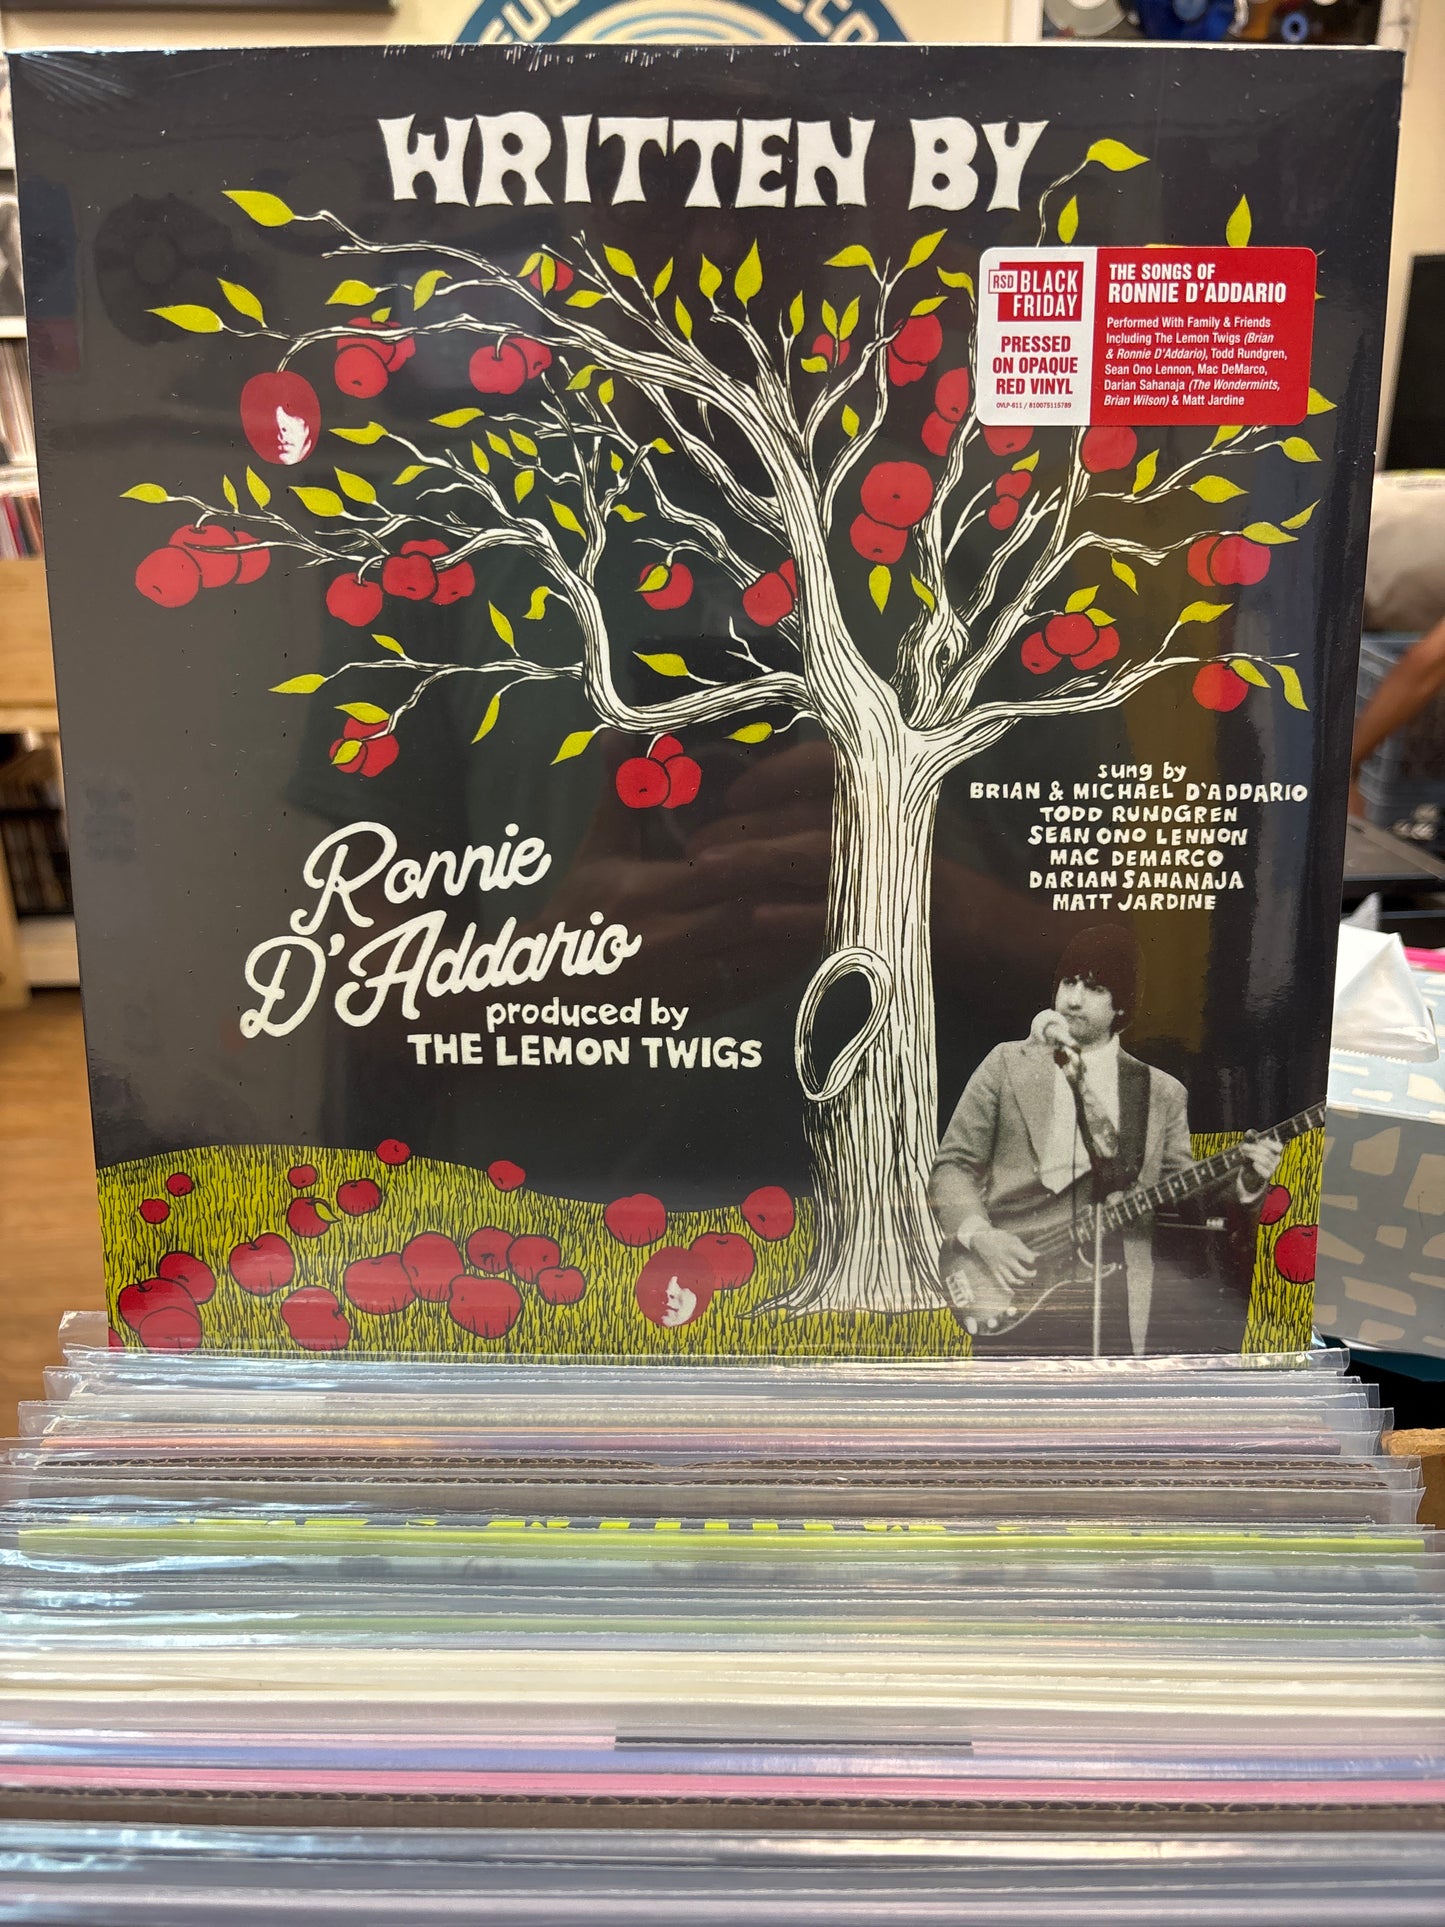 WRITTEN BY
RSD BLACK
FRIDAY
PRESSED
ON OPAQUE
RED VINYL
OVLP-611 / 810075115789
THE SONGS OF
RONNIE D'ADDARIO
Performed With Family & Friends
Including The Lemon Twigs (Brian
& Ronnie D'Addario), Todd Rundgren,
Sean Ono Lennon, Mac DeMarco,
Darian Sahanaja (The Wondermints,
Brian Wilson) & Matt Jardine
sung by
BRIAN & MICHAEL D'ADDARIO
TODD RUNDGREN
SEAN ONO LENNON
MAC DEMARCO
DARIAN SAHANAJA
MATT JARDINE
Ronnie
D'Addario
produced by
THE LEMON TWIGS